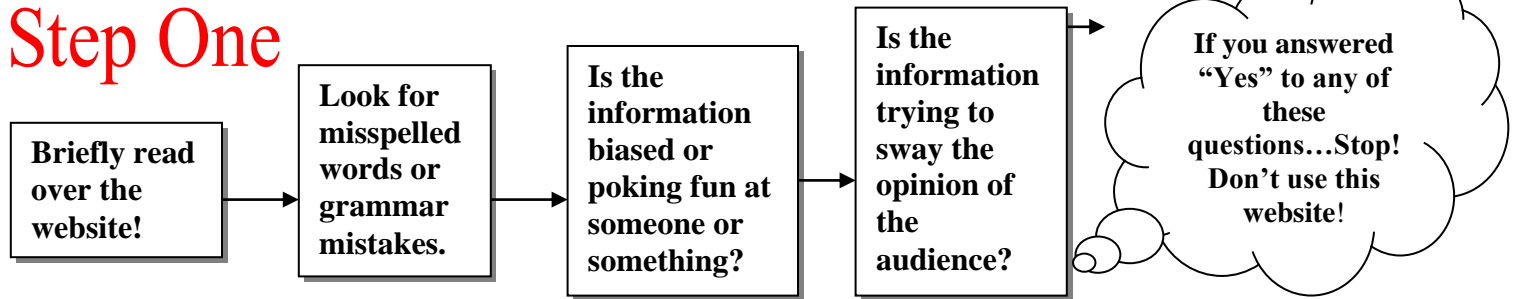 Step One
Briefly read
over the
website!
Look for
misspelled
words or
grammar
mistakes.
Is the
information
biased or
poking fun at
someone or
something?
Is the
information
trying to
sway the
opinion of
the
audience?
If you answered
“Yes” to any of
these
questions…Stop!
Don’t use this
website!